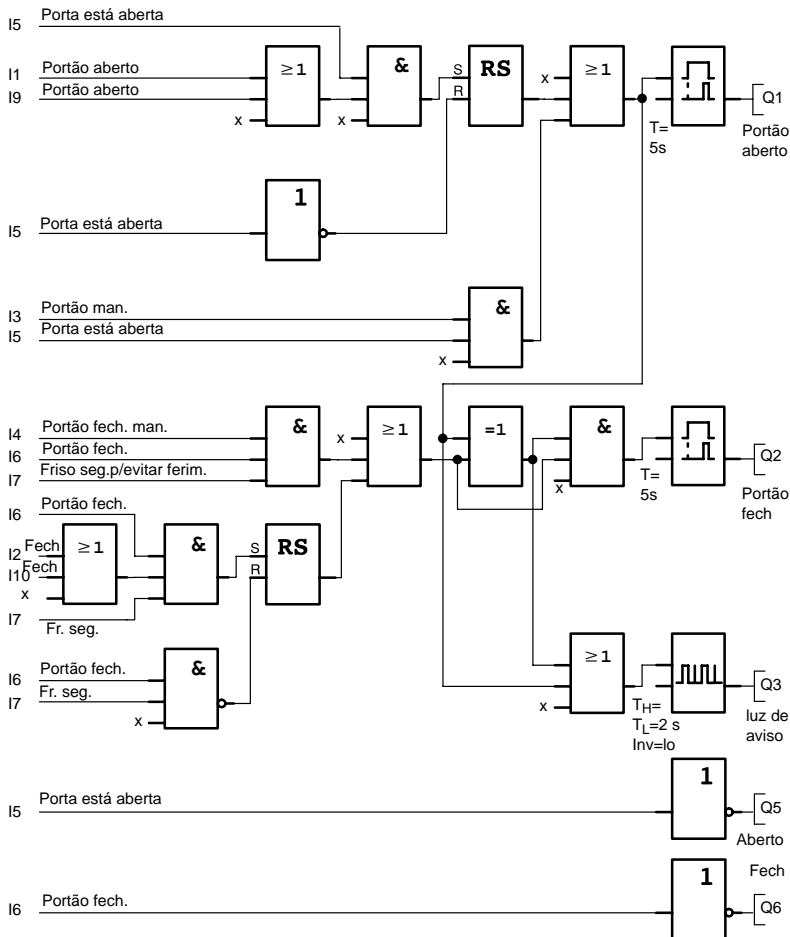 I5 Porta está aberta
I1 Portão aberto
I9 Portão aberto
x
≥1
x
&
S
R
RS
x
≥1
T=
5s
Q1
Portão
aberto
I5 Porta está aberta
1
I3 Portão man.
I5 Porta está aberta
x
&
I4 Portão fech. man.
I6 Portão fech.
I7 Friso seg.p/evitar ferim.
&
x
≥1
=1
&
x
T=
5s
Q2
Portão
fech
I6 Portão fech.
I2 Fech
I10 Fech
x
≥1
I7 Fr. seg.
&
S
R
RS
I6 Portão fech.
I7 Fr. seg.
x
&
≥1
x
TH=
TL=2 s
Inv=lo
Q3
luz de
aviso
I5 Porta está aberta
1
Q5
Aberto
I6 Portão fech.
1
Fech
Q6